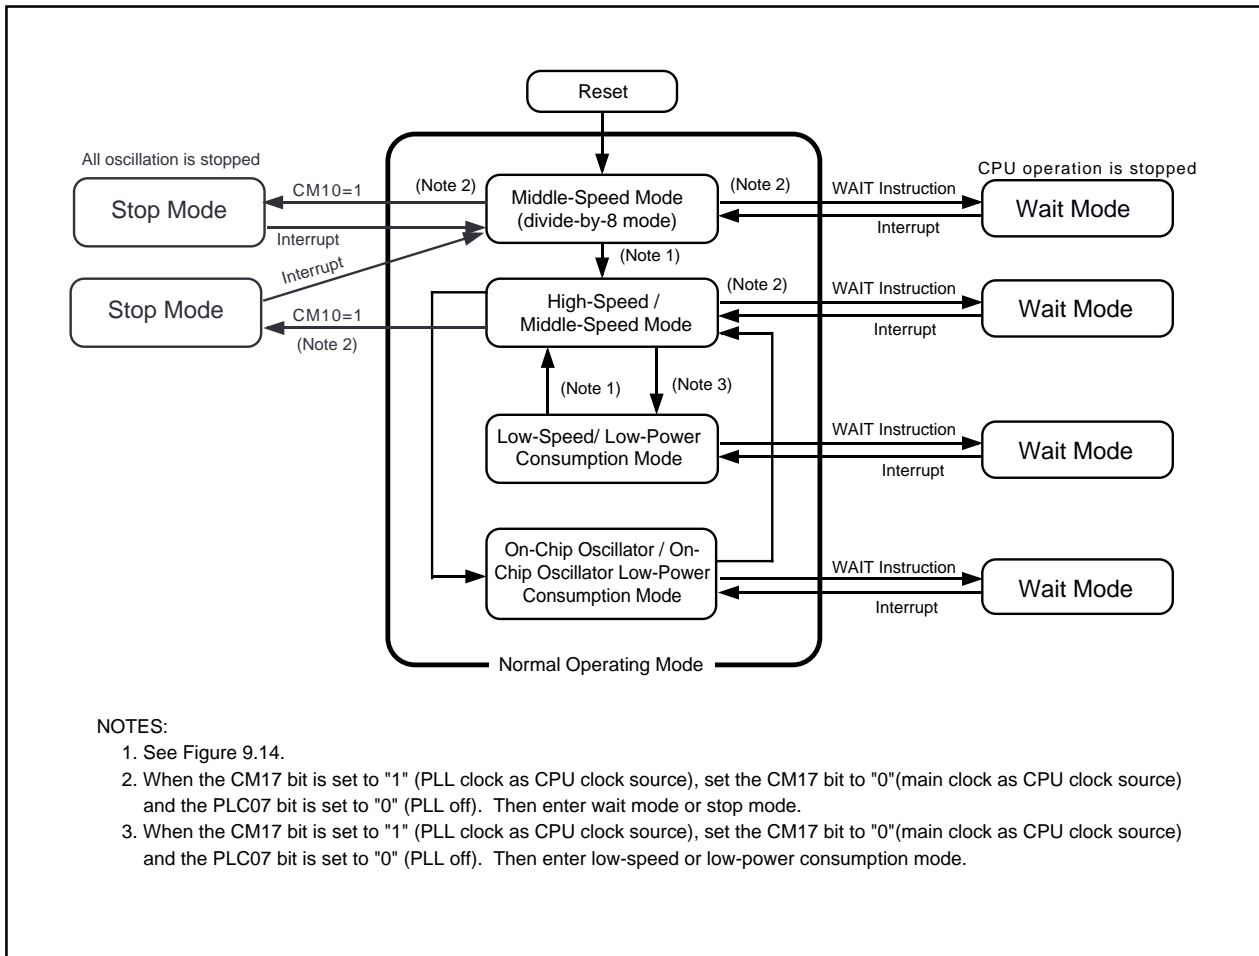 Reset
All oscillation is stopped
CPU operation is stopped
Stop Mode
CM10=1
(Note 2)
Middle-Speed Mode
(divide-by-8 mode)
(Note 2)
WAIT Instruction
Wait Mode
Interrupt
Interrupt
Interrupt
(Note 1)
Stop Mode
CM10=1
(Note 2)
High-Speed /
Middle-Speed Mode
(Note 2)
WAIT Instruction
Interrupt
Wait Mode
(Note 1)
(Note 3)
Low-Speed/ Low-Power
Consumption Mode
WAIT Instruction
Interrupt
Wait Mode
On-Chip Oscillator / On-
Chip Oscillator Low-Power
Consumption Mode
WAIT Instruction
Interrupt
Wait Mode
Normal Operating Mode
NOTES:
1. See Figure 9.14.
2. When the CM17 bit is set to "1" (PLL clock as CPU clock source), set the CM17 bit to "0"(main clock as CPU clock source)
and the PLC07 bit is set to "0" (PLL off). Then enter wait mode or stop mode.
3. When the CM17 bit is set to "1" (PLL clock as CPU clock source), set the CM17 bit to "0"(main clock as CPU clock source)
and the PLC07 bit is set to "0" (PLL off). Then enter low-speed or low-power consumption mode.